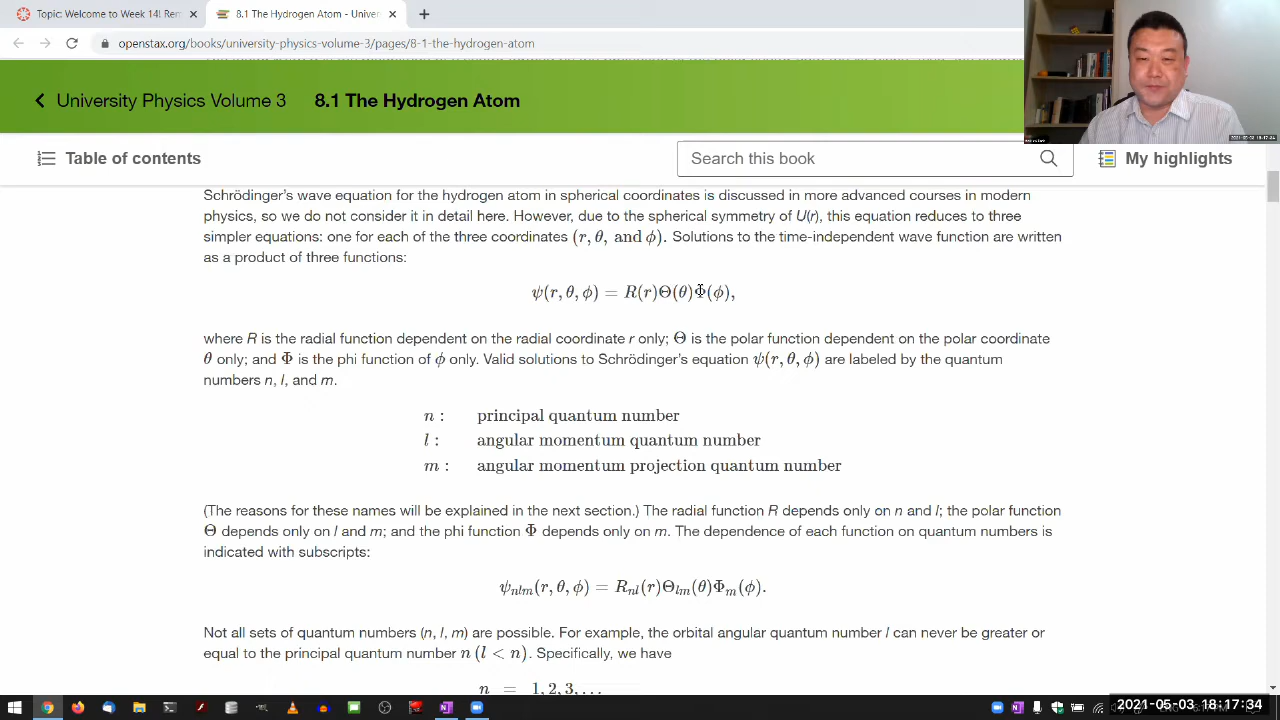 Topic: Welcome to Week 14! Ren
8.1 The Hydrogen Atom - Univer
openstax.org/books/university-physics-volume-3/pages/8-1-the-hydrogen-atom
University Physics Volume 3 8.1 The Hydrogen Atom
Table of contents
Search this book
My highlights
Schrödinger's wave equation for the hydrogen atom in spherical coordinates is discussed in more advanced courses in modern
physics, so we do not consider it in detail here. However, due to the spherical symmetry of U(r), this equation reduces to three
simpler equations: one for each of the three coordinates (r, θ, and ϕ). Solutions to the time-independent wave function are written
as a product of three functions:
ψ(r, θ, ϕ) = R(r)Θ(θ)Φ(ϕ),
where R is the radial function dependent on the radial coordinate r only; Θ is the polar function dependent on the polar coordinate
θ only; and Φ is the phi function of ϕ only. Valid solutions to Schrödinger's equation ψ(r, θ, ϕ) are labeled by the quantum
numbers n, l, and m.
n : principal quantum number
l : angular momentum quantum number
m : angular momentum projection quantum number
(The reasons for these names will be explained in the next section.) The radial function R depends only on n and l; the polar function
Θ depends only on l and m; and the phi function Φ depends only on m. The dependence of each function on quantum numbers is
indicated with subscripts:
ψnlm(r, θ, ϕ) = Rnl(r)Θlm(θ)Φm(ϕ).
Not all sets of quantum numbers (n, l, m) are possible. For example, the orbital angular quantum number l can never be greater or
equal to the principal quantum number n (l < n). Specifically, we have
n = 1, 2, 3, . . .
2021-05-03 18:17:34